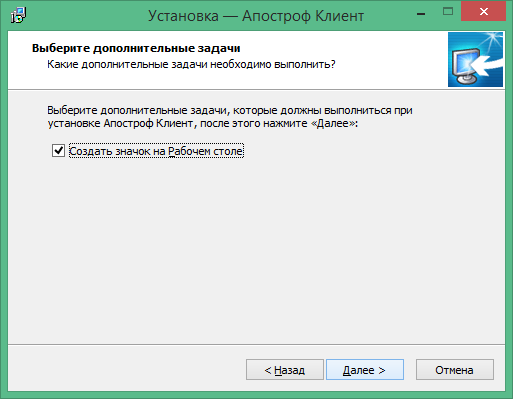 Установка — Апостроф Клиент
Выберите дополнительные задачи
Какие дополнительные задачи необходимо выполнить?
Выберите дополнительные задачи, которые должны выполниться при
установке Апостроф Клиент, после этого нажмите «Далее»:
Создать значок на Рабочем столе
< Назад Далее > Отмена